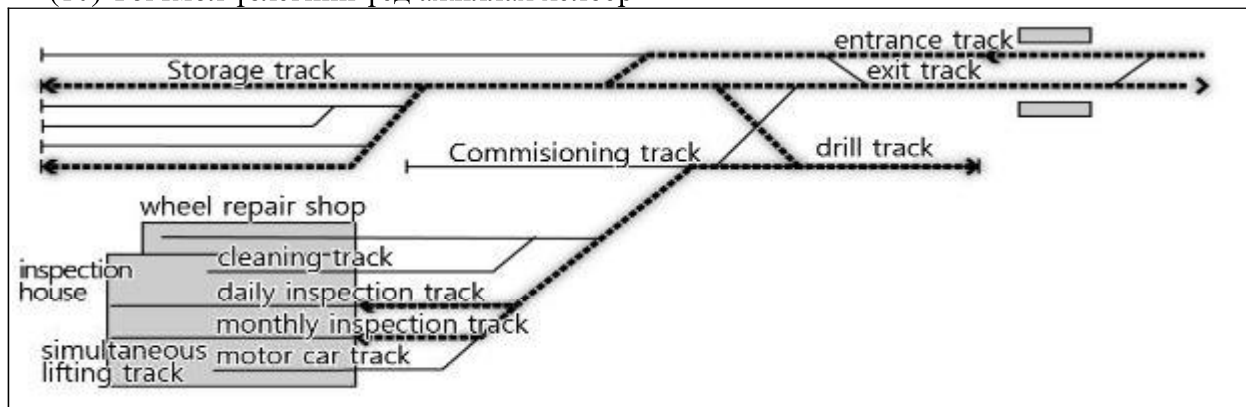 entrance track
Storage track
exit track
Commisioning track
drill track
wheel repair shop
cleaning track
inspection
house
daily inspection track
monthly inspection track
simultaneous
lifting track
motor car track